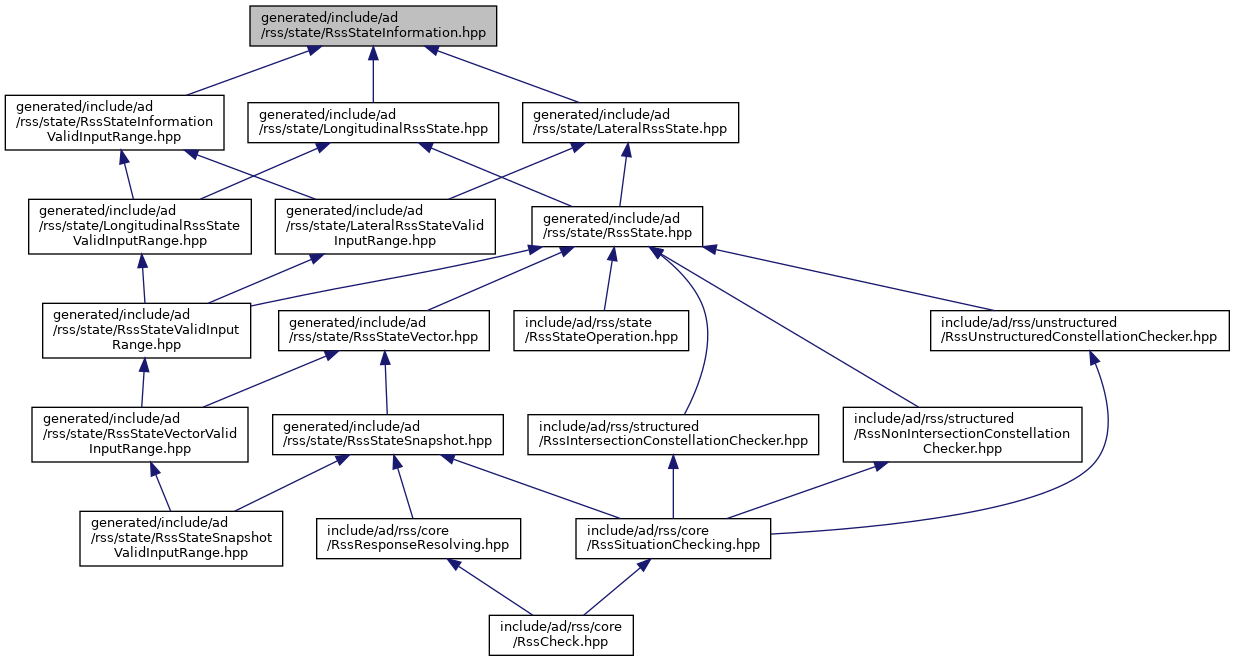 generated/include/ad
/rss/state/RssStateInformation.hpp
generated/include/ad
/rss/state/RssStateInformation
ValidInputRange.hpp
generated/include/ad
/rss/state/LongitudinalRssState.hpp
generated/include/ad
/rss/state/LateralRssState.hpp
generated/include/ad
/rss/state/LongitudinalRssState
ValidInputRange.hpp
generated/include/ad
/rss/state/LateralRssStateValid
InputRange.hpp
generated/include/ad
/rss/state/RssState.hpp
generated/include/ad
/rss/state/RssStateValidInput
Range.hpp
generated/include/ad
/rss/state/RssStateVector.hpp
include/ad/rss/state
/RssStateOperation.hpp
include/ad/rss/unstructured
/RssUnstructuredConstellationChecker.hpp
generated/include/ad
/rss/state/RssStateVectorValid
InputRange.hpp
generated/include/ad
/rss/state/RssStateSnapshot.hpp
include/ad/rss/structured
/RssIntersectionConstellationChecker.hpp
include/ad/rss/structured
/RssNonIntersectionConstellation
Checker.hpp
generated/include/ad
/rss/state/RssStateSnapshot
ValidInputRange.hpp
include/ad/rss/core
/RssResponseResolving.hpp
include/ad/rss/core
/RssSituationChecking.hpp
include/ad/rss/core
/RssCheck.hpp